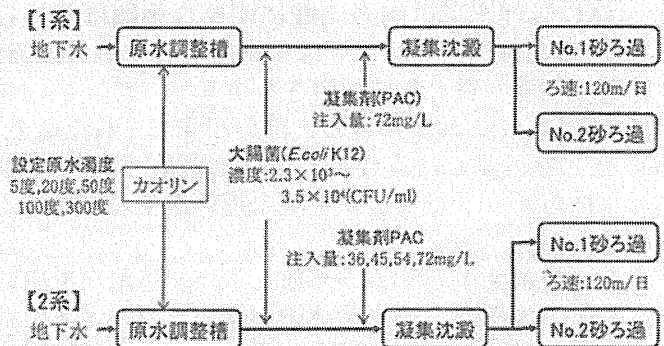 【1系】
地下水
原水調整槽
凝集沈澱
No.1砂ろ過
ろ速:120m/日
No.2砂ろ過
凝集剤(PAC)
注入量:72mg/L
設定原水濁度
5度,20度,50度
100度,300度
カオリン
大腸菌(E.coli K12)
濃度:2.3×10³～
3.5×10⁴(CFU/ml)
凝集剤PAC
注入量:36,45,54,72mg/L
No.1砂ろ過
ろ速:120m/日
【2系】
地下水
原水調整槽
凝集沈澱
No.2砂ろ過